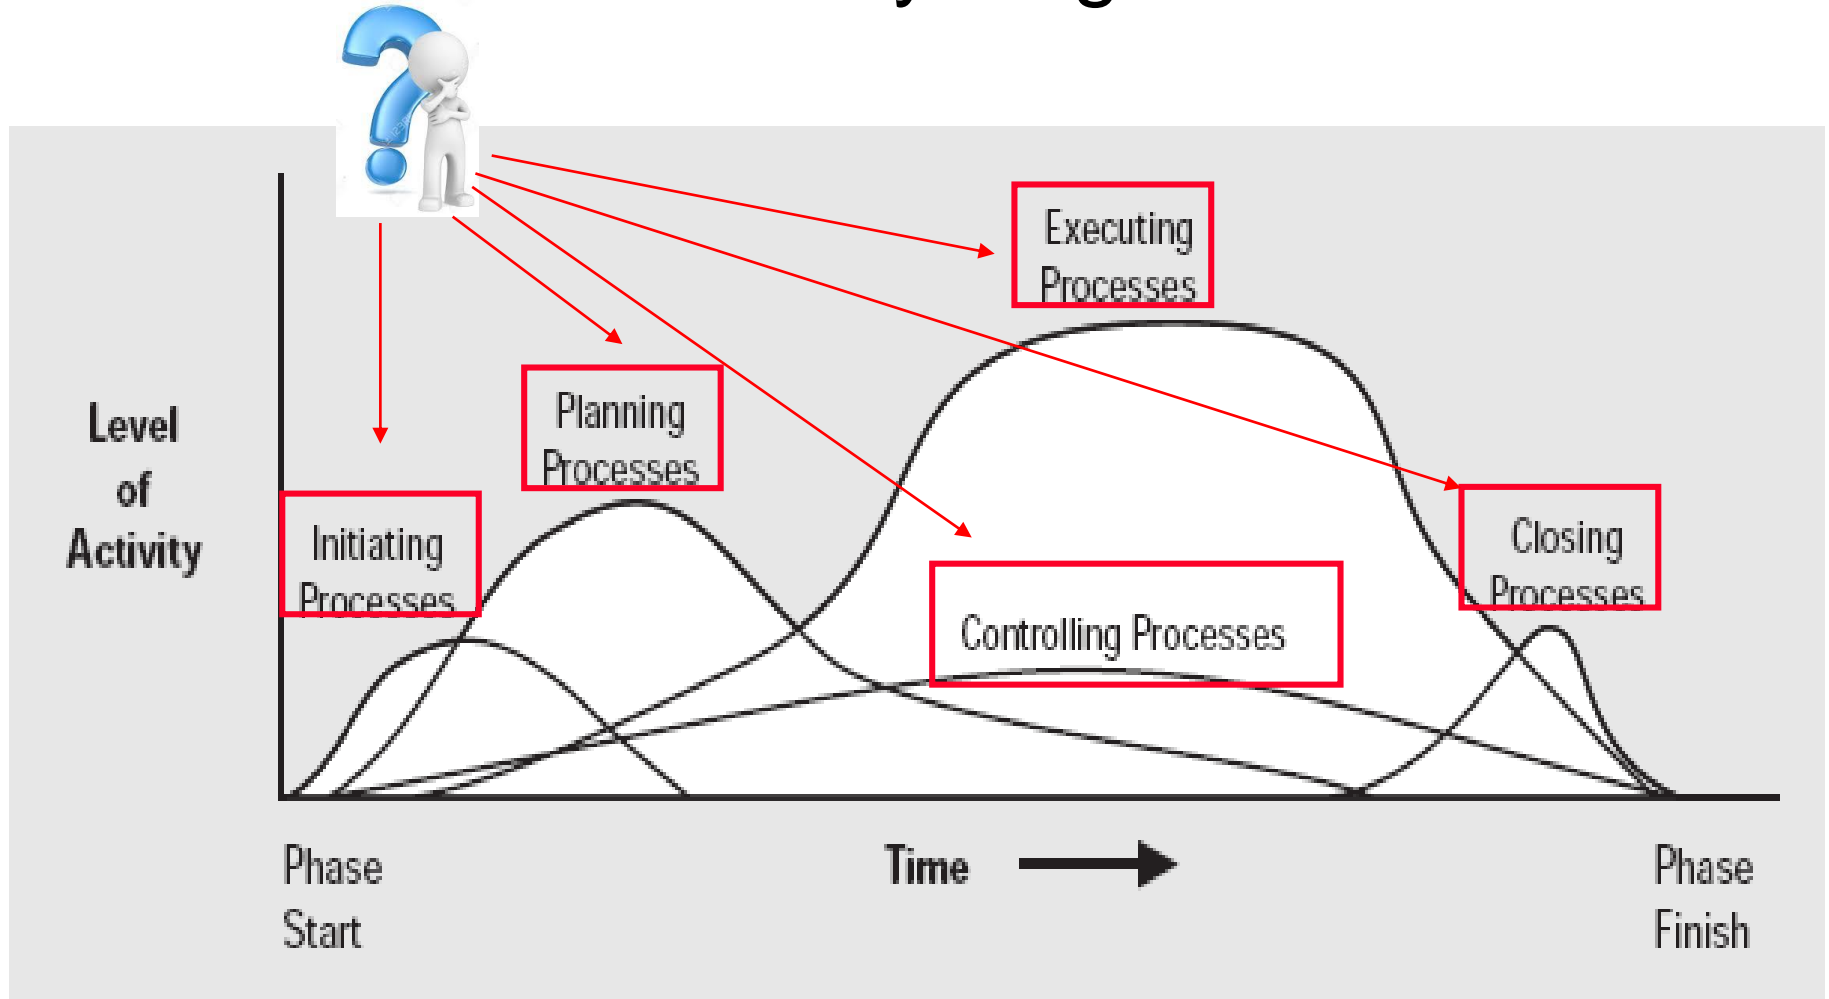 Executing
Processes
Planning
Processes
Level
of
Activity
Initiating
Processes
Closing
Processes
Controlling Processes
Phase
Start
Time
Phase
Finish